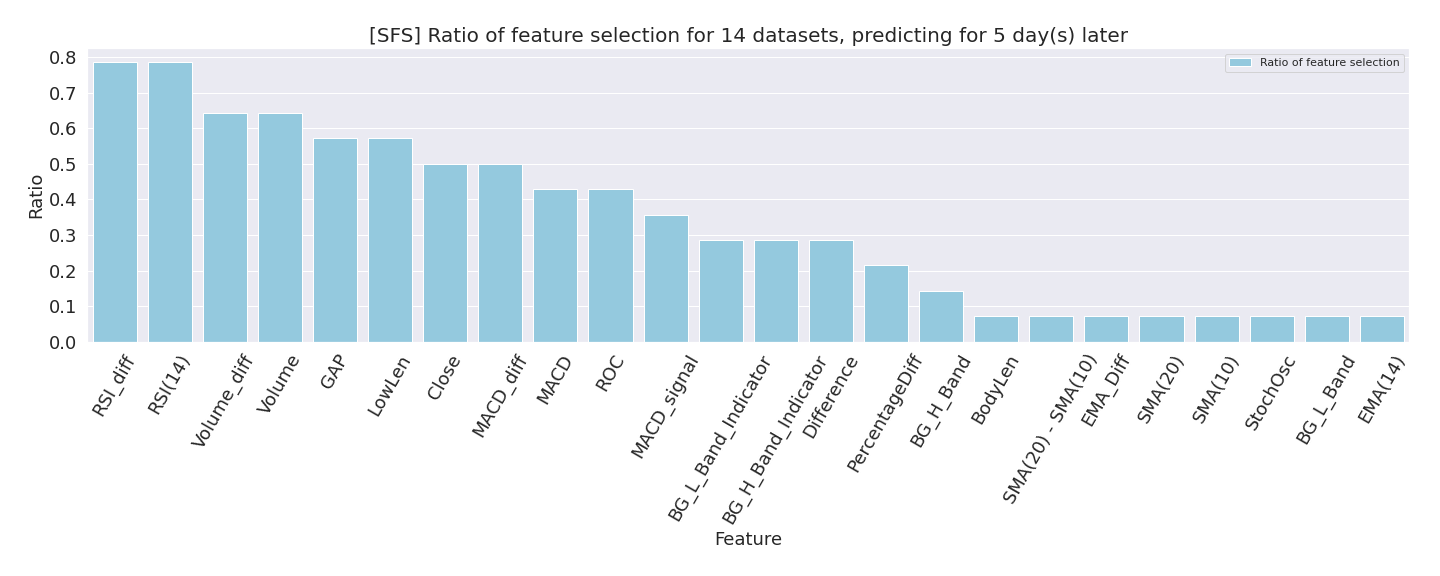 [SFS] Ratio of feature selection for 14 datasets, predicting for 5 day(s) later
Ratio of feature selection
Ratio
0.8
0.7
0.6
0.5
0.4
0.3
0.2
0.1
0.0
RSI_diff
RSI(14)
Volume_diff
Volume
GAP
LowLen
Close
MACD_diff
MACD
ROC
MACD_signal
BG_L_Band_Indicator
BG_H_Band_Indicator
Difference
PercentageDiff
BG_H_Band
BodyLen
SMA(20) - SMA(10)
EMA_Diff
SMA(20)
SMA(10)
StochOsc
BG_L_Band
EMA(14)
Feature